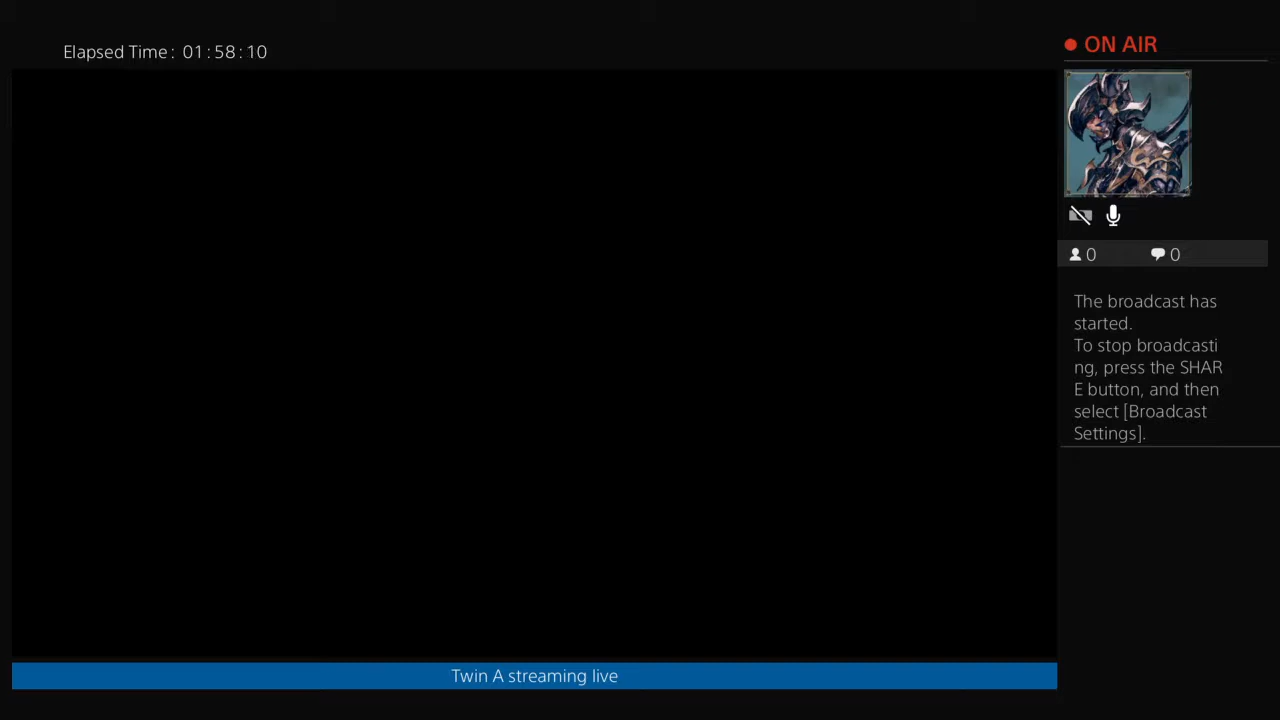 Elapsed Time: 01:58:10
ON AIR
0 0
The broadcast has
started.
To stop broadcasti
ng, press the SHAR
E button, and then
select [Broadcast
Settings].
Twin A streaming live